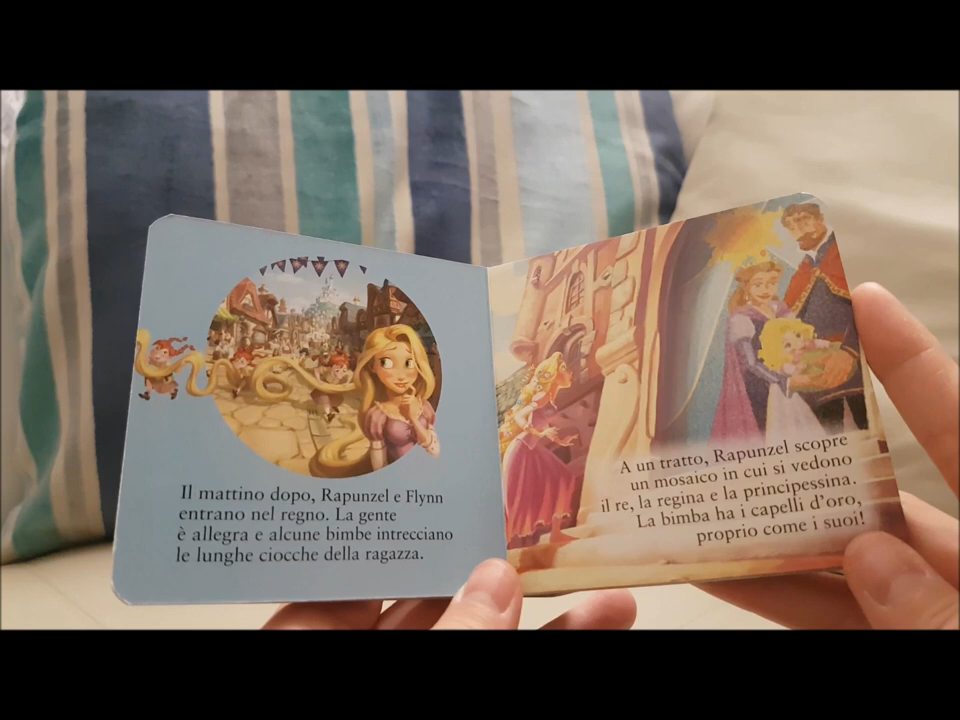 Il mattino dopo, Rapunzel e Flynn
entrano nel regno. La gente
è allegra e alcune bimbe intrecciano
le lunghe ciocche della ragazza.
A un tratto, Rapunzel scopre
un mosaico in cui si vedono
il re, la regina e la principessina.
La bimba ha i capelli d'oro,
proprio come i suoi!